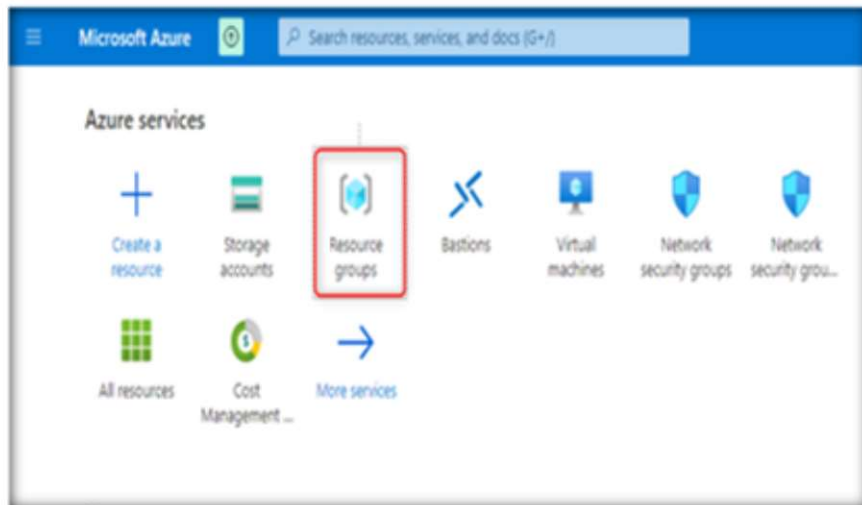 Microsoft Azure
Search resources, services, and docs (G+/)
Azure services
Create a
resource
Storage
accounts
Resource
groups
Bastions
Virtual
machines
Network
security groups
Network
security grou...
All resources
Cost
Management ...
More services